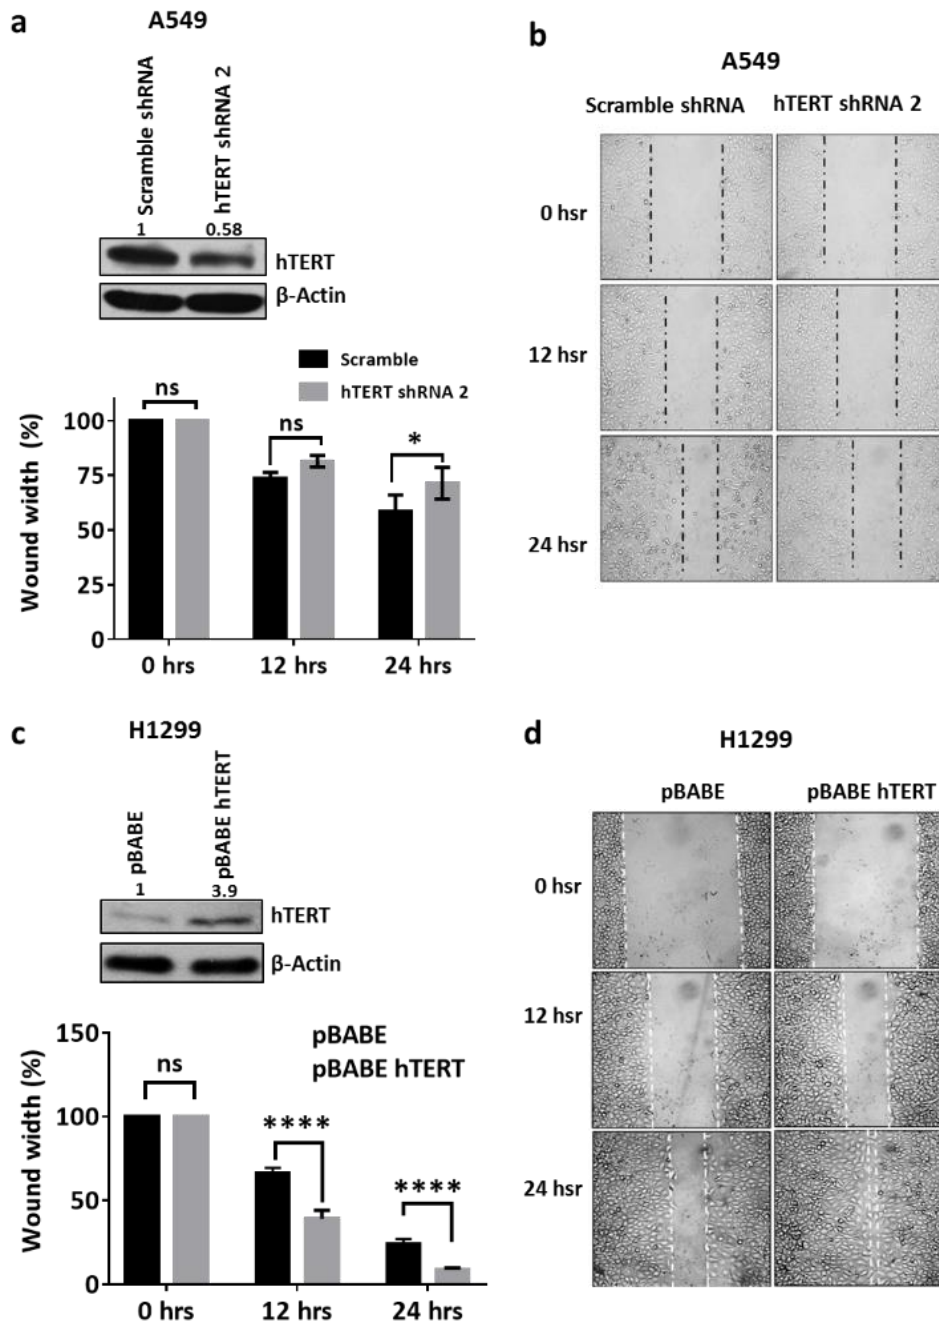 a
A549
Scramble shRNA
hTERT shRNA 2
1
0.58
hTERT
β-Actin
Scramble
hTERT shRNA 2
Wound width (%)
100
75
50
25
0
ns
ns
*
0 hrs
12 hrs
24 hrs
b
A549
Scramble shRNA
hTERT shRNA 2
0 hsr
12 hsr
24 hsr
c
H1299
pBABE
pBABE hTERT
1
3.9
hTERT
β-Actin
pBABE
pBABE hTERT
Wound width (%)
150
100
50
0
ns
****
****
0 hrs
12 hrs
24 hrs
d
H1299
pBABE
pBABE hTERT
0 hsr
12 hsr
24 hsr